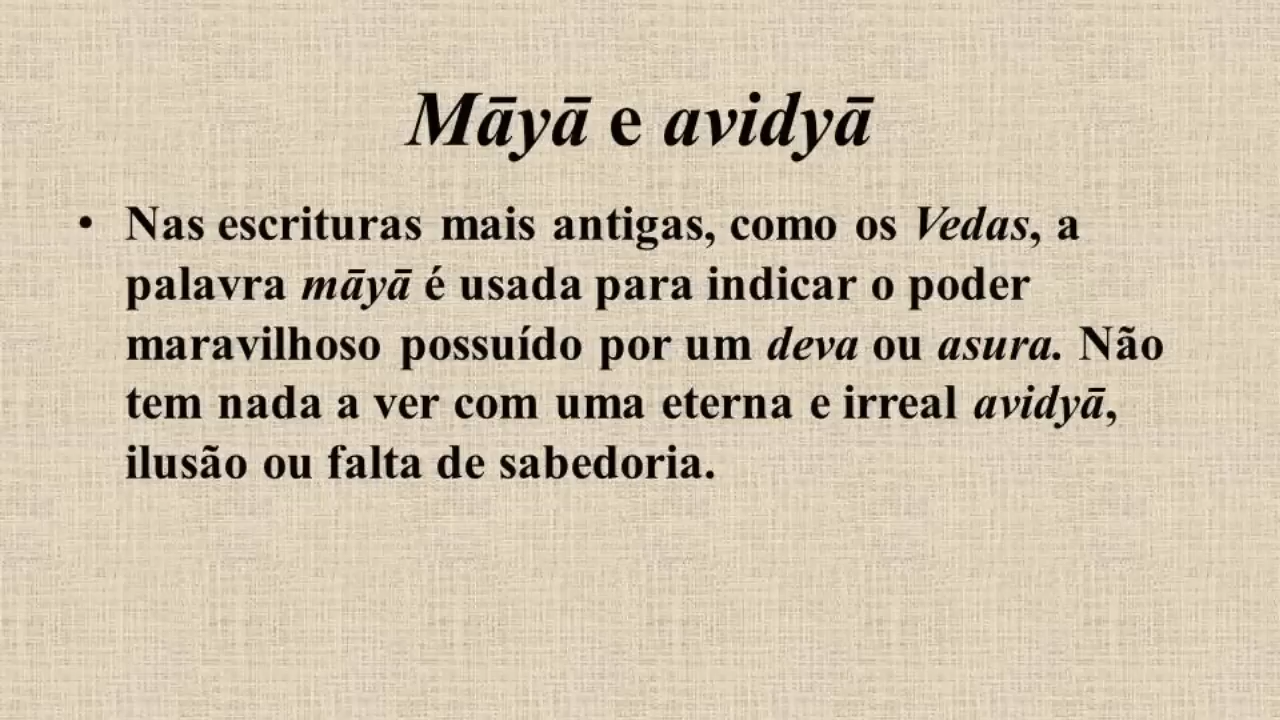 Māyā e avidyā
• Nas escrituras mais antigas, como os Vedas, a
palavra māyā é usada para indicar o poder
maravilhoso possuído por um deva ou asura. Não
tem nada a ver com uma eterna e irreal avidyā,
ilusão ou falta de sabedoria.